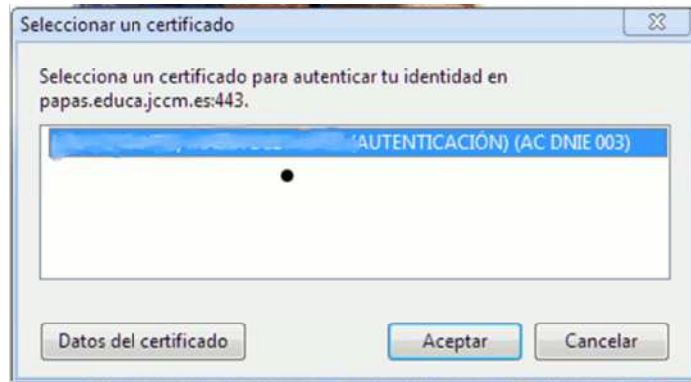 Seleccionar un certificado
Selecciona un certificado para autenticar tu identidad en
papas.educa.jccm.es:443.
(AUTENTICACIÓN) (AC DNIE 003)
Datos del certificado
Aceptar
Cancelar